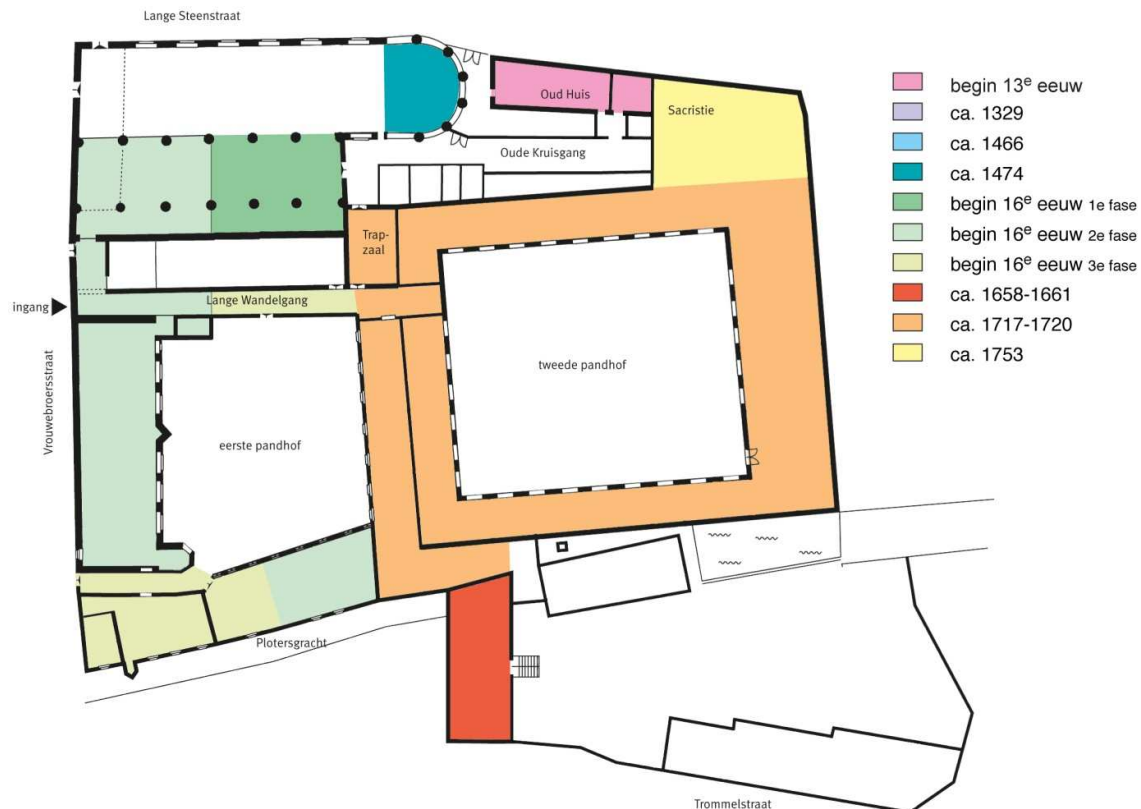 Lange Steenstraat
Oud Huis
Sacristie
Oude Kruisgang
Trap-
zaal
ingang
Lange Wandelgang
Vrouwebroersstraat
eerste pandhof
tweede pandhof
Plotersgracht
Trommelstraat
begin 13e eeuw
ca. 1329
ca. 1466
ca. 1474
begin 16e eeuw 1e fase
begin 16e eeuw 2e fase
begin 16e eeuw 3e fase
ca. 1658-1661
ca. 1717-1720
ca. 1753